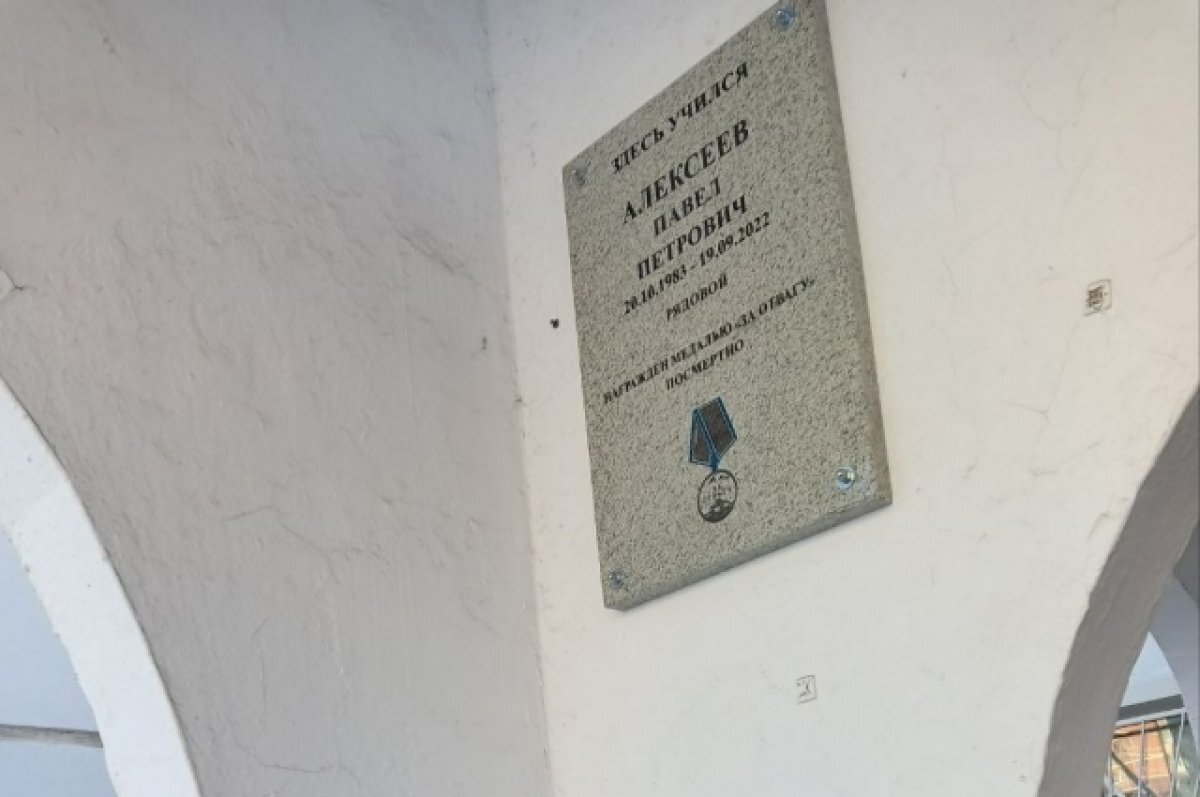 ЗДЕСЬ УЧИЛСЯ
АЛЕКСЕЕВ
ПАВЕЛ
ПЕТРОВИЧ
20.10.1983 - 19.09.2022
РЯДОВОЙ
НАГРАЖДЕН МЕДАЛЬЮ «ЗА ОТВАГУ»
ПОСМЕРТНО